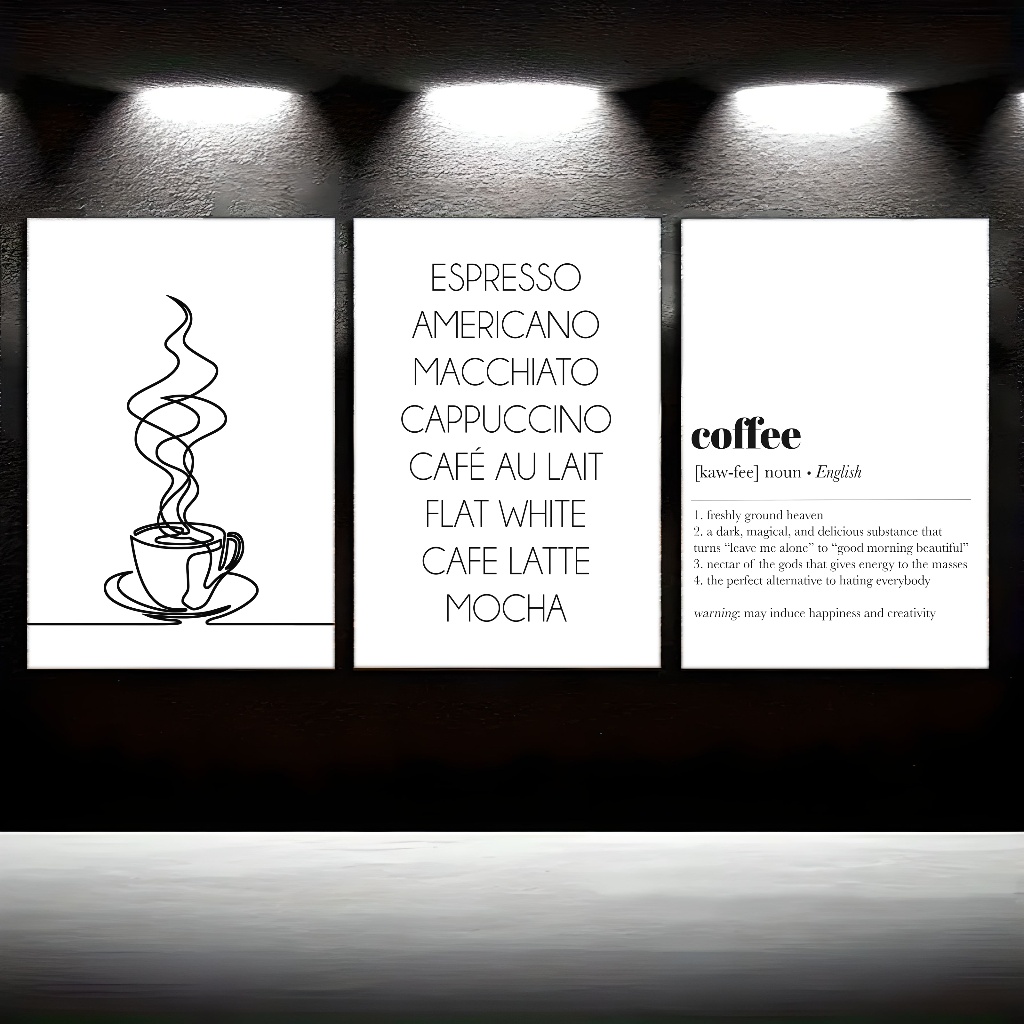 ESPRESSO
AMERICANO
MACCHIATO
CAPPUCCINO
CAFÉ AU LAIT
FLAT WHITE
CAFE LATTE
MOCHA
coffee
[kaw-fee] noun • English
1. freshly ground heaven
2. a dark, magical, and delicious substance that
turns “leave me alone” to “good morning beautiful”
3. nectar of the gods that gives energy to the masses
4. the perfect alternative to hating everybody
warning: may induce happiness and creativity